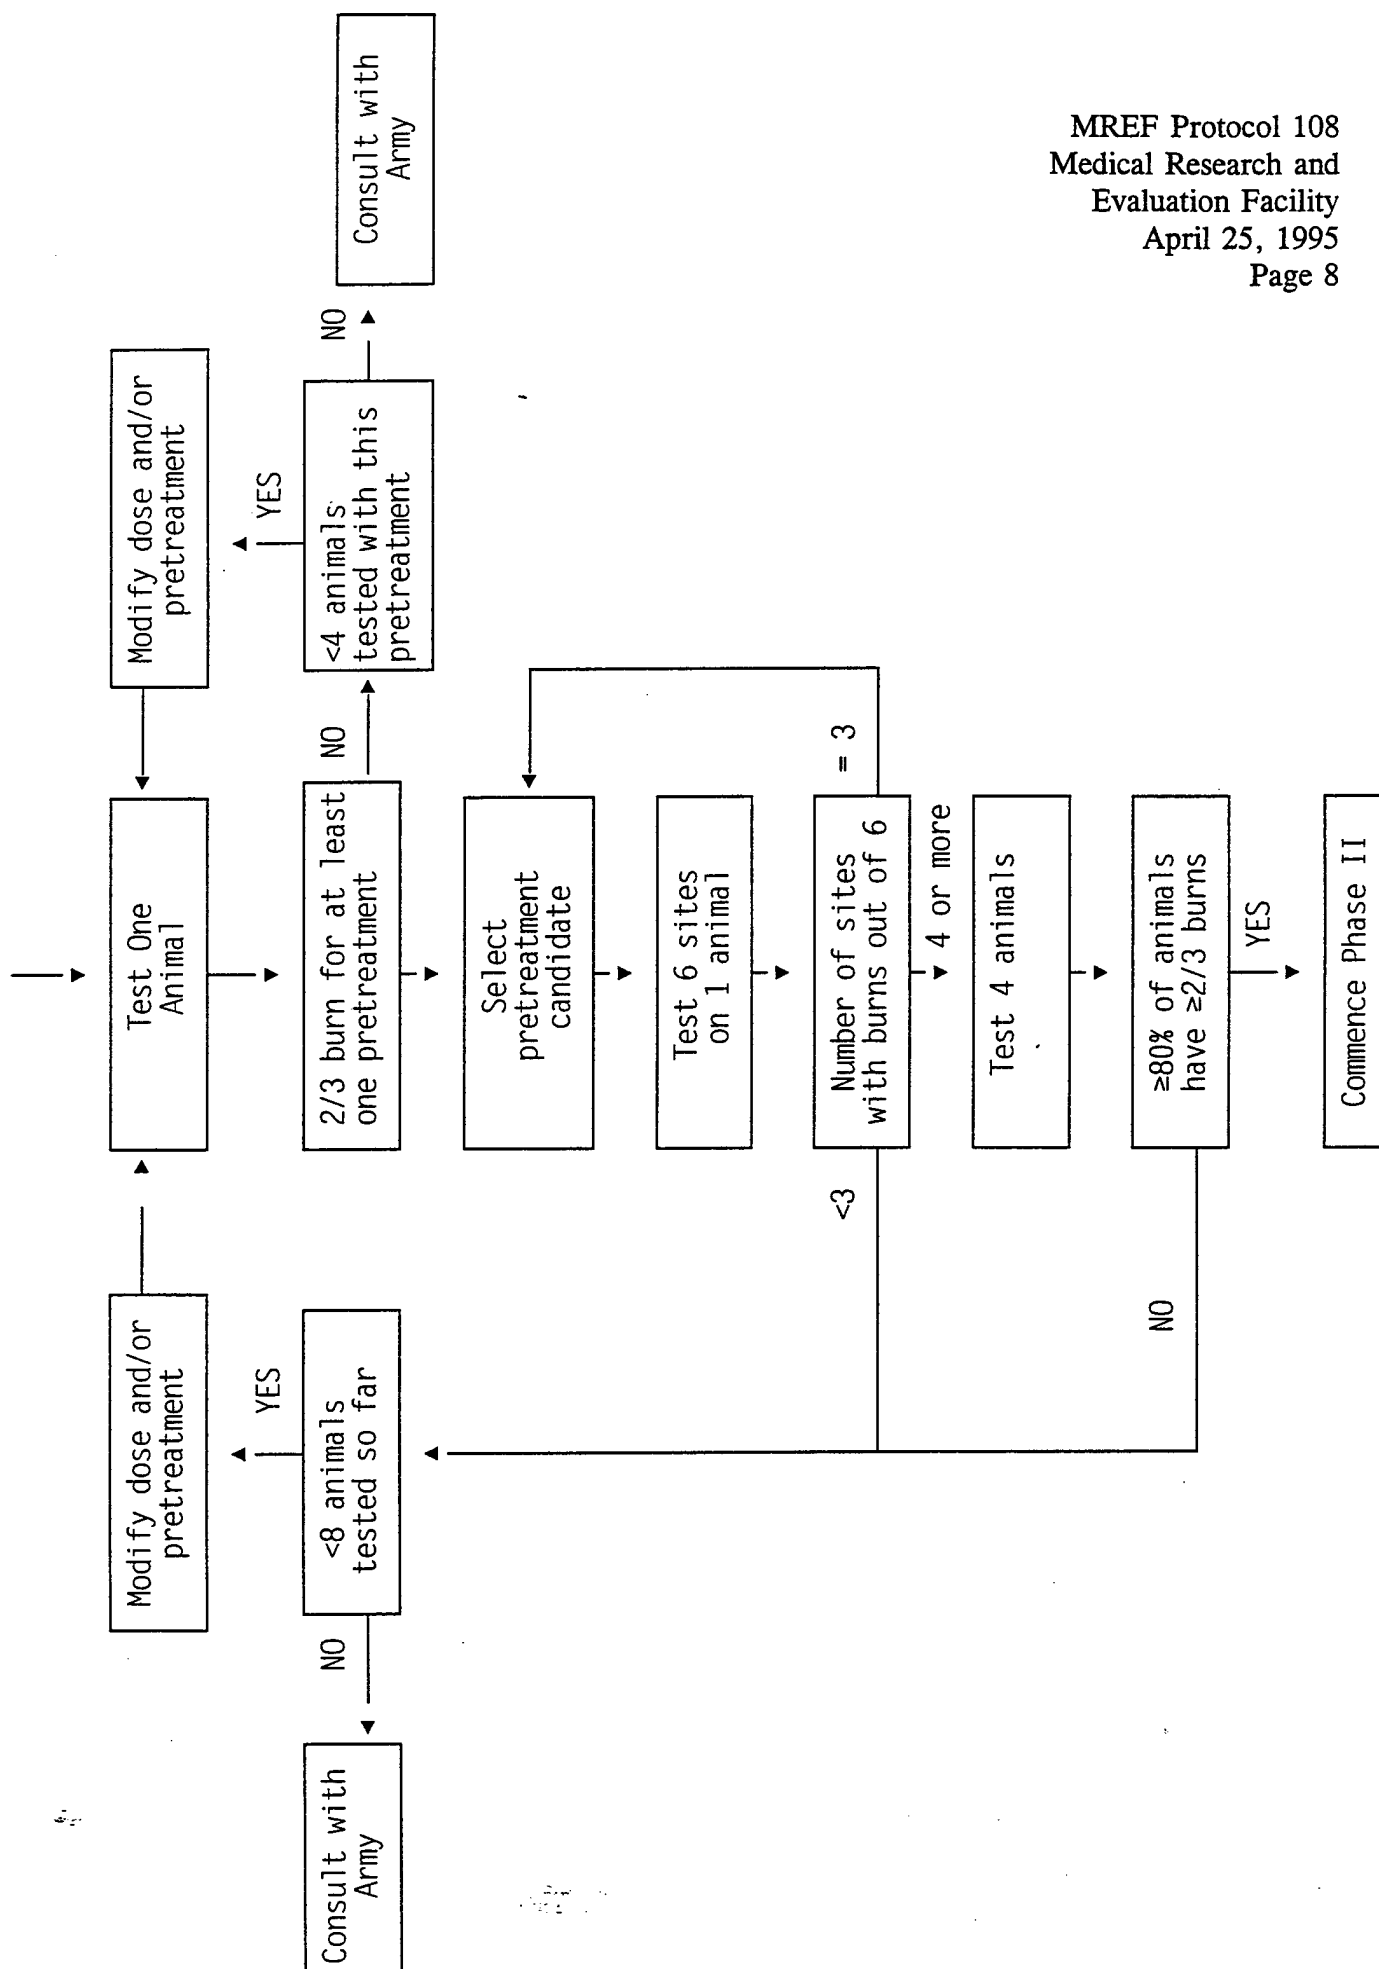 MREF Protocol 108
Medical Research and
Evaluation Facility
April 25, 1995
Page 8
Test One
Animal
Modify dose and/or
pretreatment
Modify dose and/or
pretreatment
2/3 burn for at least
one pretreatment
NO
<4 animals
tested with this
pretreatment
YES
NO
Consult with
Army
Select
pretreatment
candidate
Test 6 sites
on 1 animal
Number of sites
with burns out of 6
= 3
<3
4 or more
Test 4 animals
≥80% of animals
have ≥2/3 burns
NO
YES
Commence Phase II
<8 animals
tested so far
YES
NO
Consult with
Army